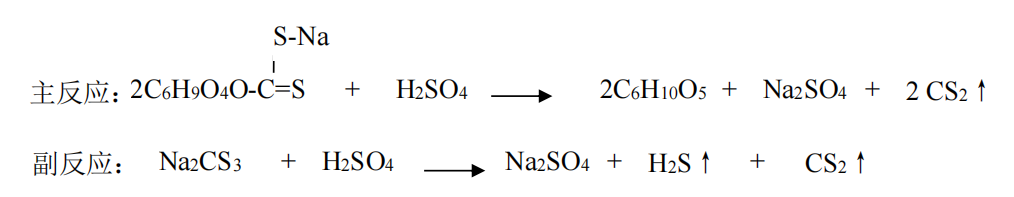 S-Na
主反应: 2C₆H₉O₄O-C=S + H₂SO₄ ⟶ 2C₆H₁₀O₅ + Na₂SO₄ + 2 CS₂↑
副反应: Na₂CS₃ + H₂SO₄ ⟶ Na₂SO₄ + H₂S↑ + CS₂↑